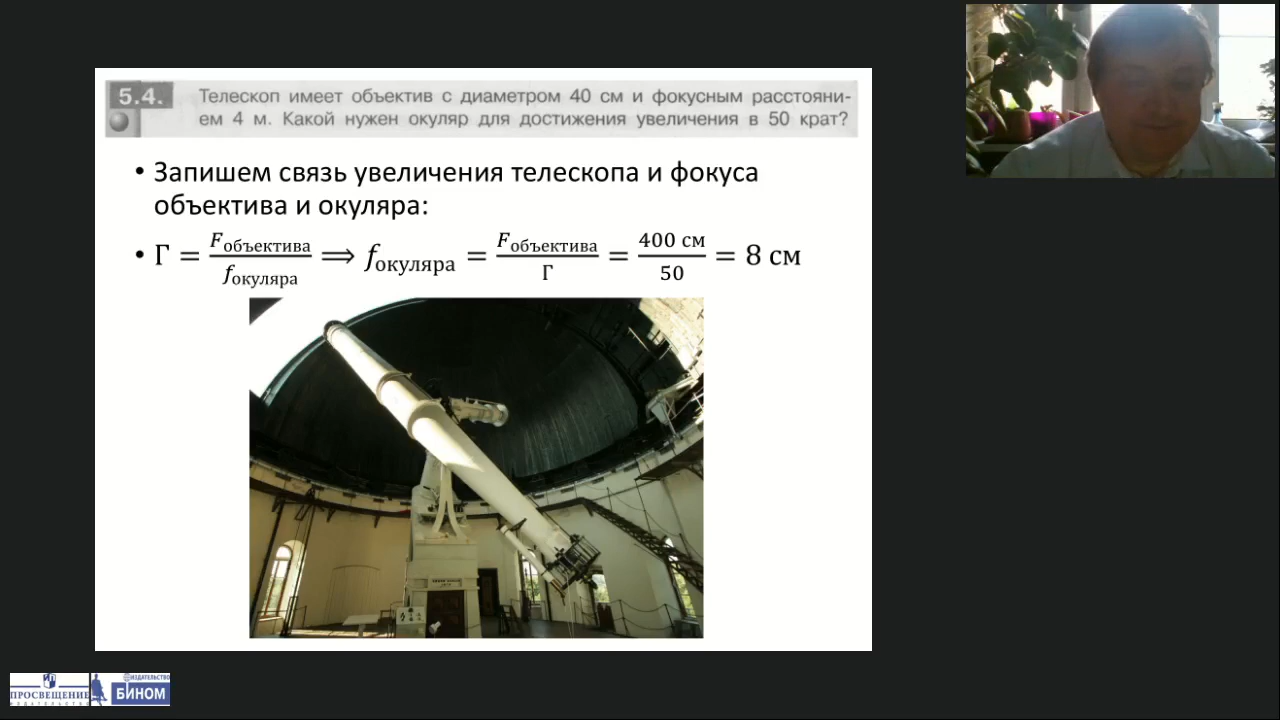 5.4. Телескоп имеет объектив с диаметром 40 см и фокусным расстояни-
ем 4 м. Какой нужен окуляр для достижения увеличения в 50 крат?
• Запишем связь увеличения телескопа и фокуса
объектива и окуляра:
• Г = Fобъектива / fокуляра ⟹ fокуляра = Fобъектива / Г = 400 см / 50 = 8 см
ПРОСВЕЩЕНИЕ
ИЗДАТЕЛЬСТВО
ИЗДАТЕЛЬСТВО
БИНОМ